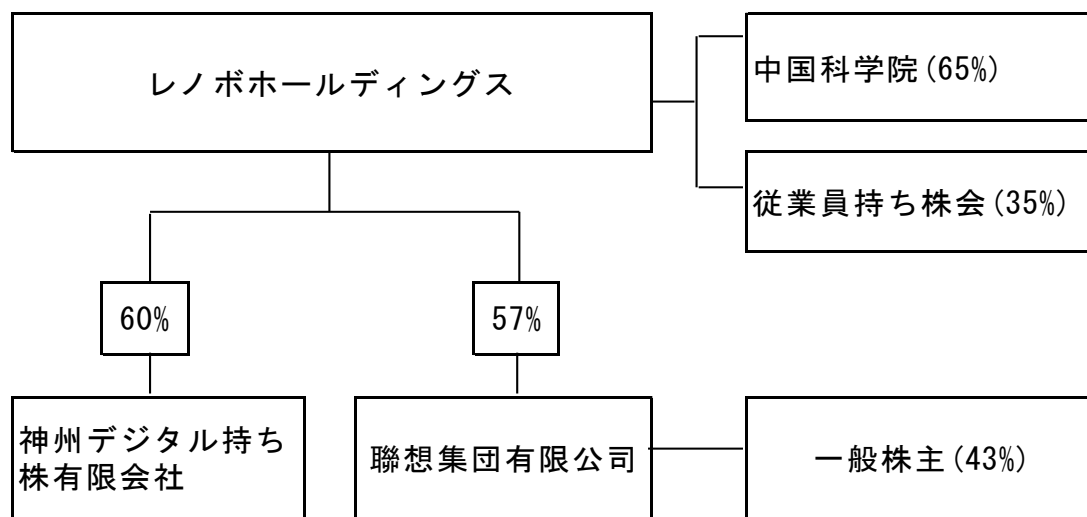 レノボホールディングス
中国科学院(65%)
従業員持ち株会(35%)
60%
57%
神州デジタル持ち
株有限会社
聯想集団有限公司
一般株主(43%)